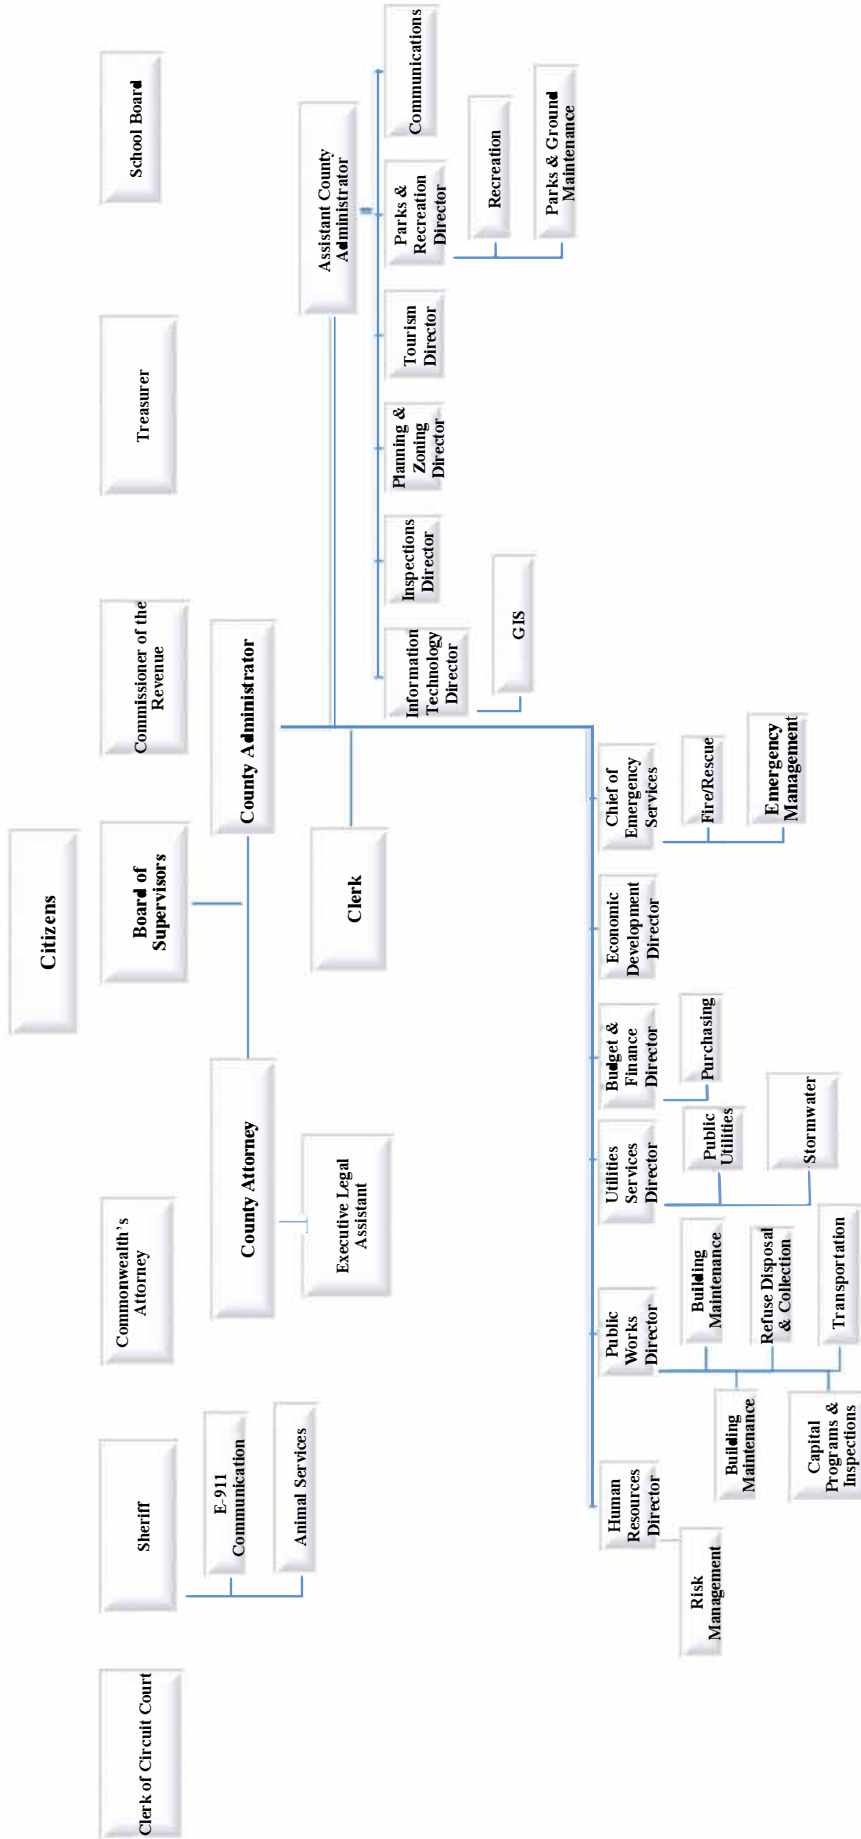 Citizens
Clerk of Circuit Court
Sheriff
Commonwealth's
Attorney
Board of
Supervisors
Commissioner of the
Revenue
Treasurer
School Board
E-911
Communication
Animal Services
County Attorney
County Administrator
Executive Legal
Assistant
Clerk
Assistant County
Administrator
Information
Technology
Director
Inspections
Director
Planning &
Zoning
Director
Tourism
Director
Parks &
Recreation
Director
Communications
GIS
Recreation
Parks & Ground
Maintenance
Human
Resources
Director
Public
Works
Director
Utilities
Services
Director
Budget &
Finance
Director
Economic
Development
Director
Chief of
Emergency
Services
Risk
Management
Building
Maintenance
Building
Maintenance
Refuse Disposal
& Collection
Capital
Programs &
Inspections
Transportation
Public
Utilities
Stormwater
Purchasing
Fire/Rescue
Emergency
Management